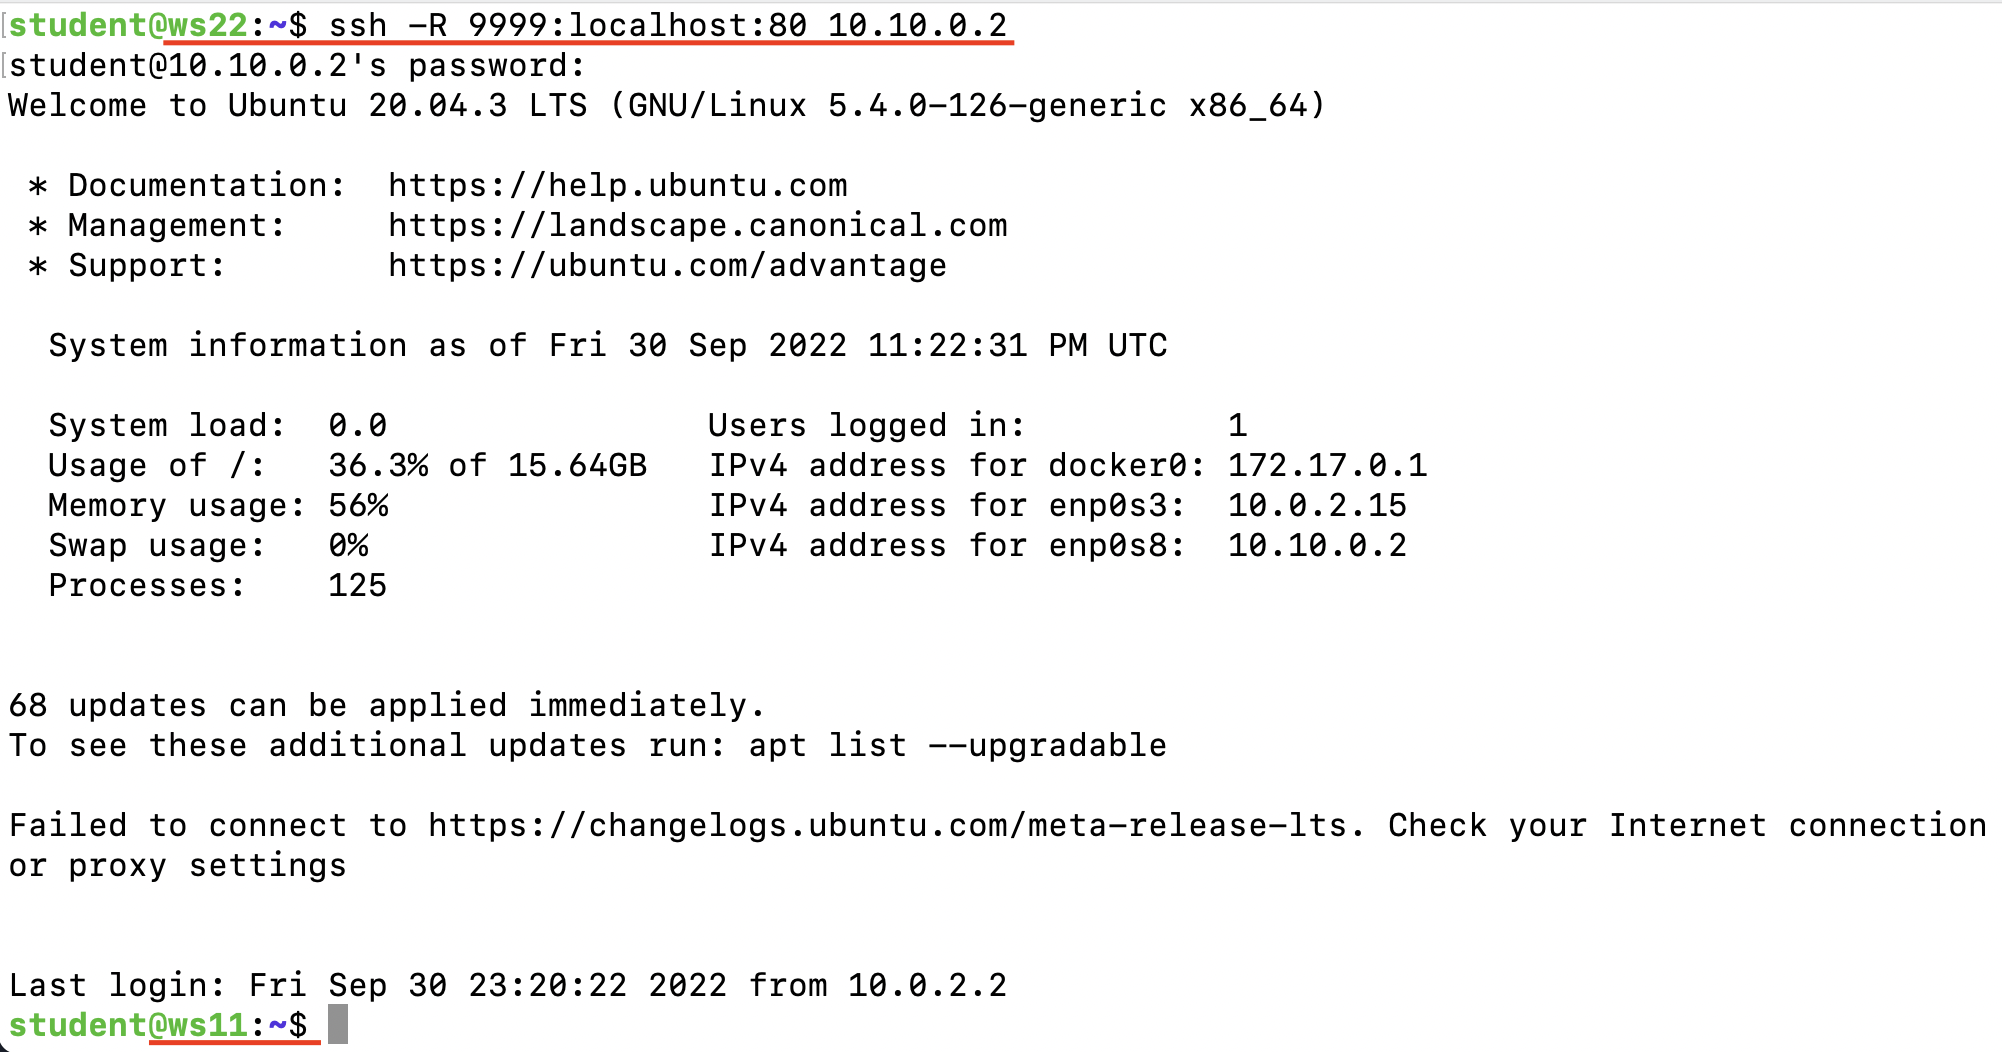 student@ws22:~$ ssh -R 9999:localhost:80 10.10.0.2
student@10.10.0.2's password:
Welcome to Ubuntu 20.04.3 LTS (GNU/Linux 5.4.0-126-generic x86_64)
* Documentation:  https://help.ubuntu.com
* Management:     https://landscape.canonical.com
* Support:        https://ubuntu.com/advantage
System information as of Fri 30 Sep 2022 11:22:31 PM UTC
System load:  0.0                Users logged in:          1
Usage of /:   36.3% of 15.64GB   IPv4 address for docker0: 172.17.0.1
Memory usage: 56%                IPv4 address for enp0s3:  10.0.2.15
Swap usage:   0%                 IPv4 address for enp0s8:  10.10.0.2
Processes:    125
68 updates can be applied immediately.
To see these additional updates run: apt list --upgradable
Failed to connect to https://changelogs.ubuntu.com/meta-release-lts. Check your Internet connection
or proxy settings
Last login: Fri Sep 30 23:20:22 2022 from 10.0.2.2
student@ws11:~$